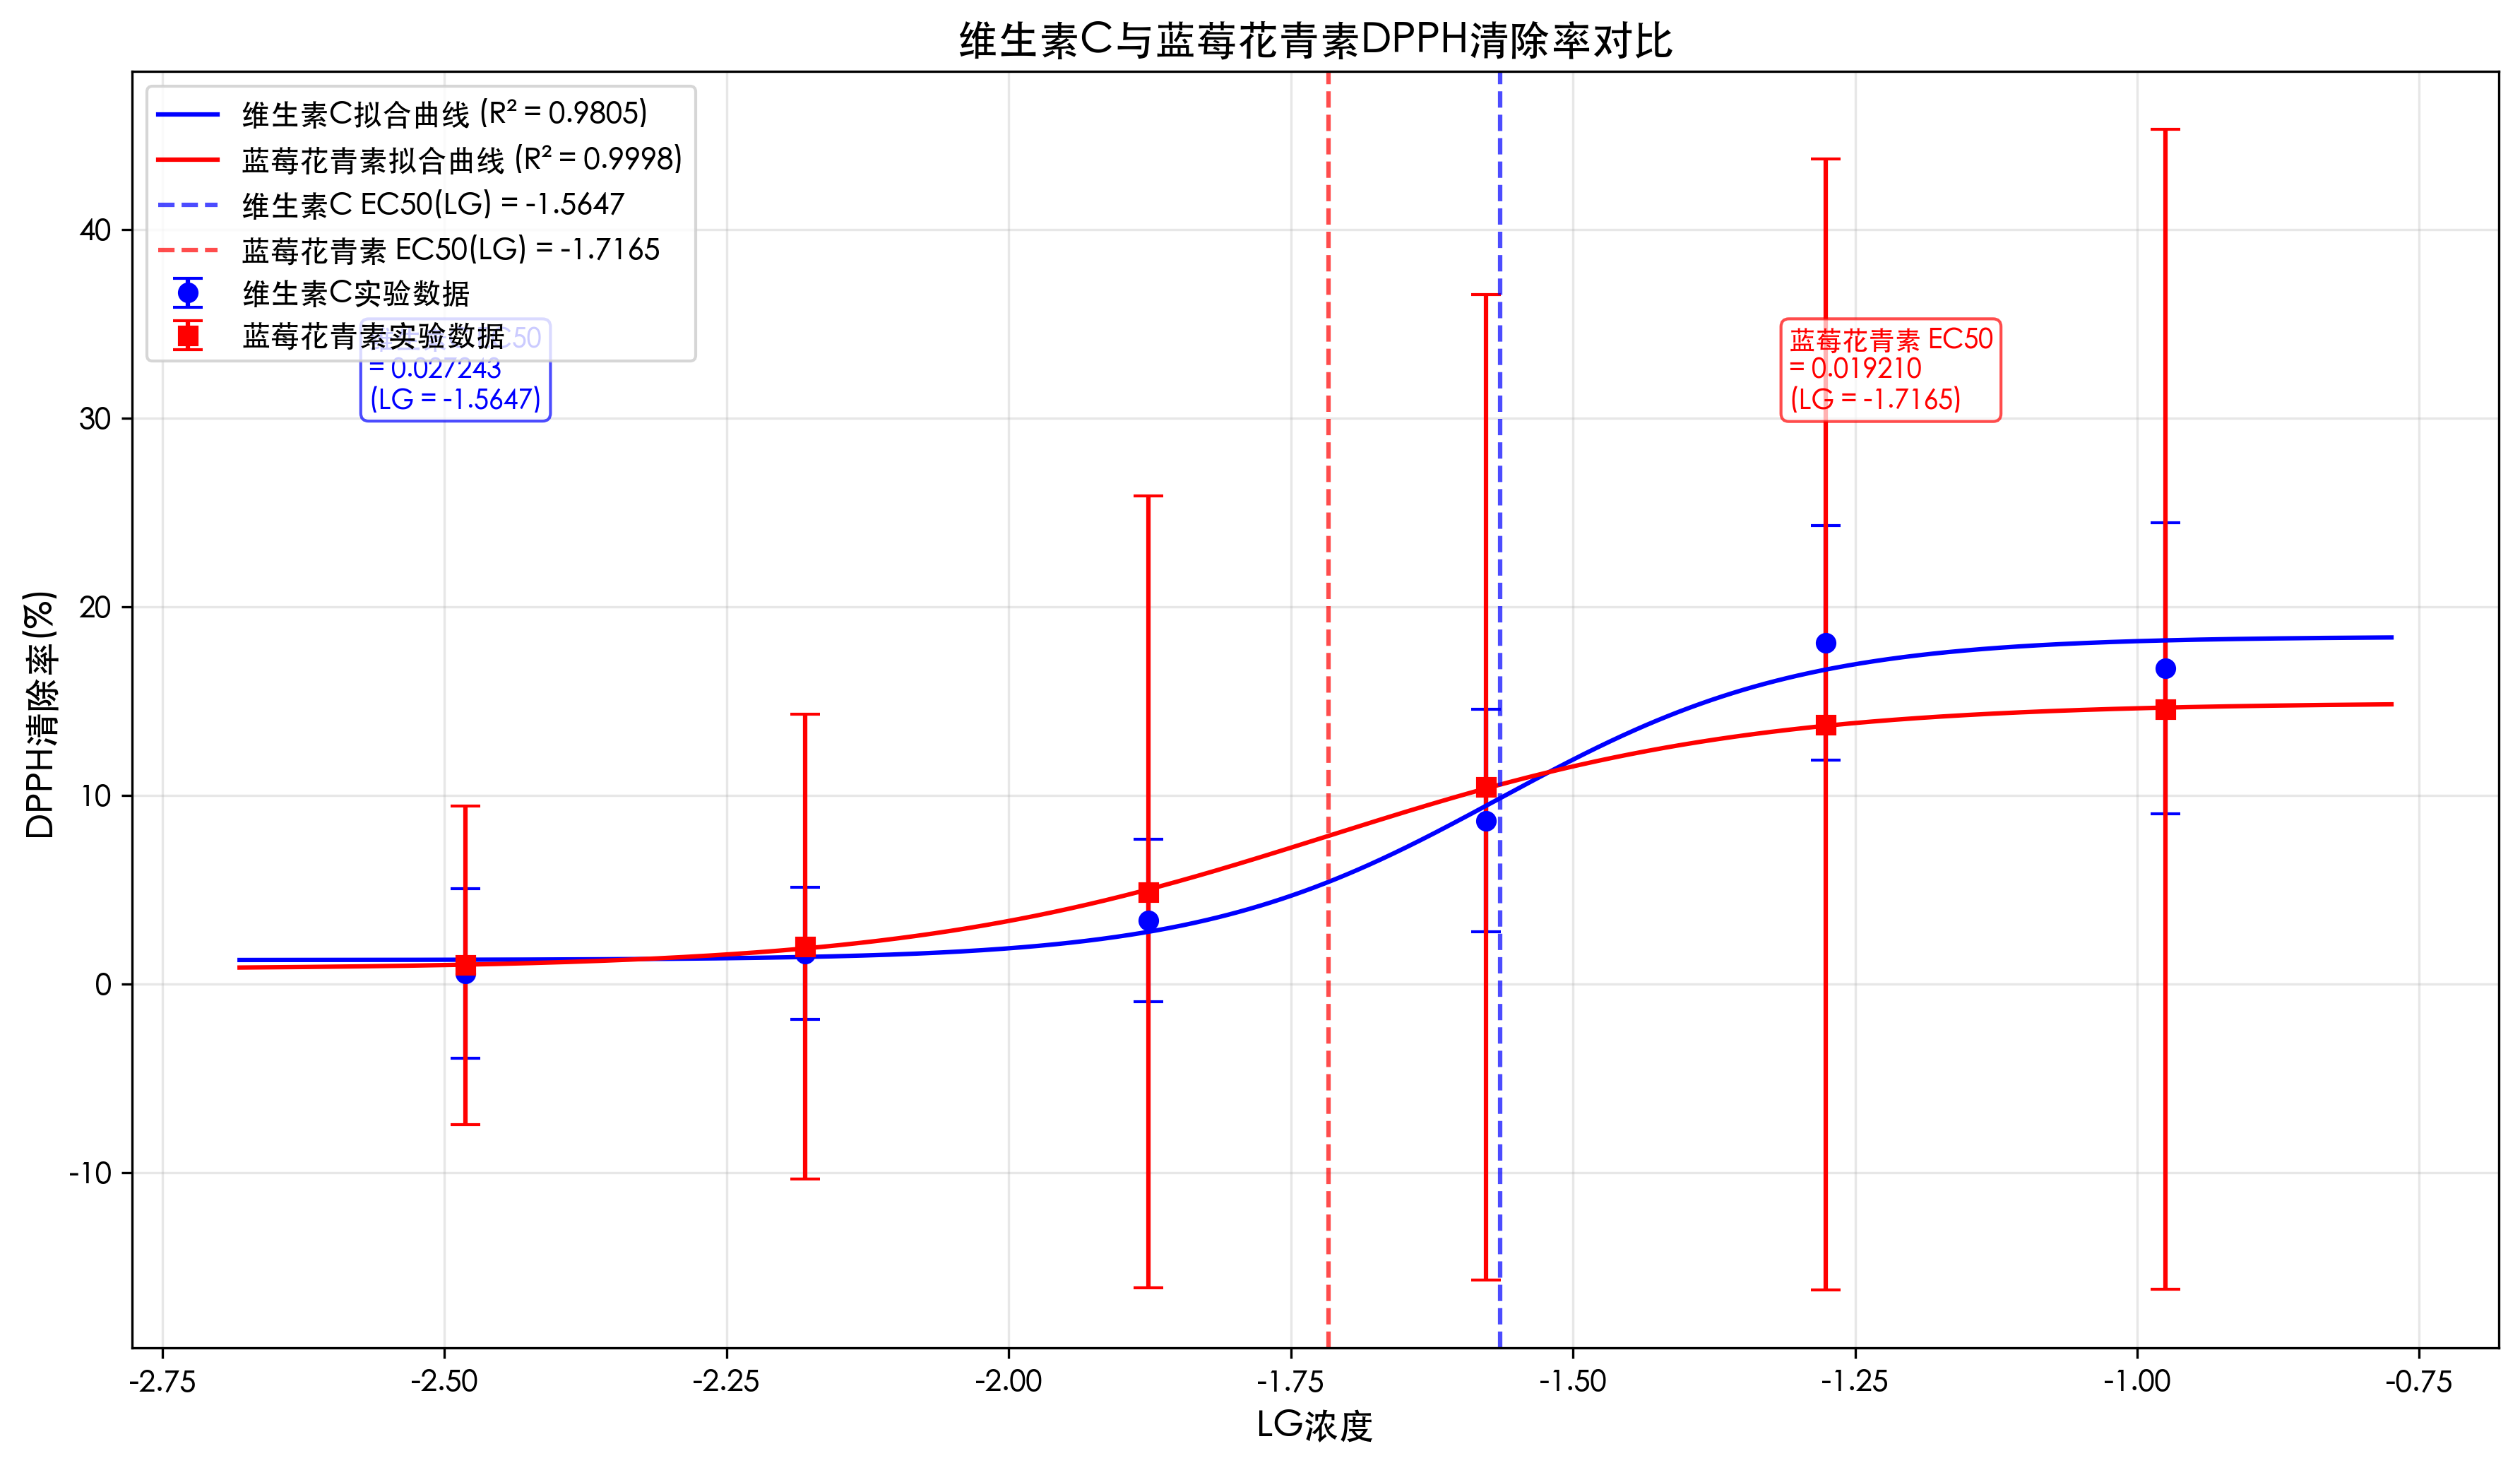 维生素C与蓝莓花青素DPPH清除率对比
维生素C拟合曲线 (R² = 0.9805)
蓝莓花青素拟合曲线 (R² = 0.9998)
维生素C EC50(LG) = -1.5647
蓝莓花青素 EC50(LG) = -1.7165
维生素C实验数据
蓝莓花青素实验数据
EC50
= 0.027243
(LG = -1.5647)
蓝莓花青素 EC50
= 0.019210
(LG = -1.7165)
DPPH清除率(%)
40
30
20
10
0
-10
-2.75
-2.50
-2.25
-2.00
-1.75
-1.50
-1.25
-1.00
-0.75
LG浓度